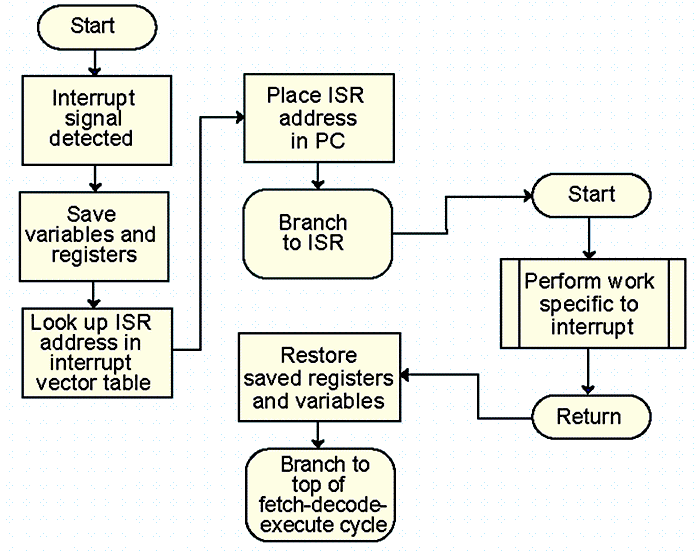 Start
Interrupt
signal
detected
Save
variables and
registers
Look up ISR
address in
interrupt
vector table
Place ISR
address
in PC
Branch
to ISR
Start
Perform work
specific to
interrupt
Return
Restore
saved registers
and variables
Branch to
top of
fetch-decode-
execute cycle